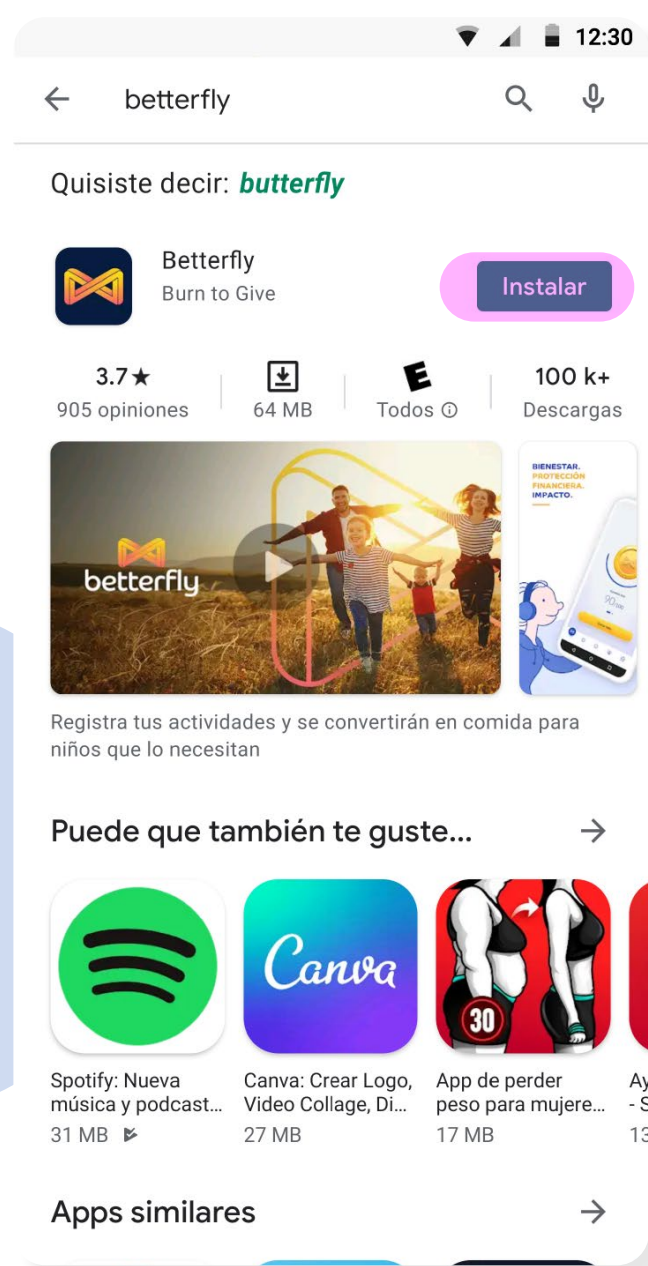 12:30
betterfly
Quisiste decir: butterfly
Betterfly
Burn to Give
Instalar
3.7★
905 opiniones
64 MB
E
Todos
100 k+
Descargas
betterfly
BIENESTAR.
PROTECCIÓN
FINANCIERA.
IMPACTO.
Registra tus actividades y se convertirán en comida para
niños que lo necesitan
Puede que también te guste...
Canva
30
Spotify: Nueva
música y podcast...
31 MB
Canva: Crear Logo,
Video Collage, Di...
27 MB
App de perder
peso para mujere...
17 MB
Ay
- S
13
Apps similares